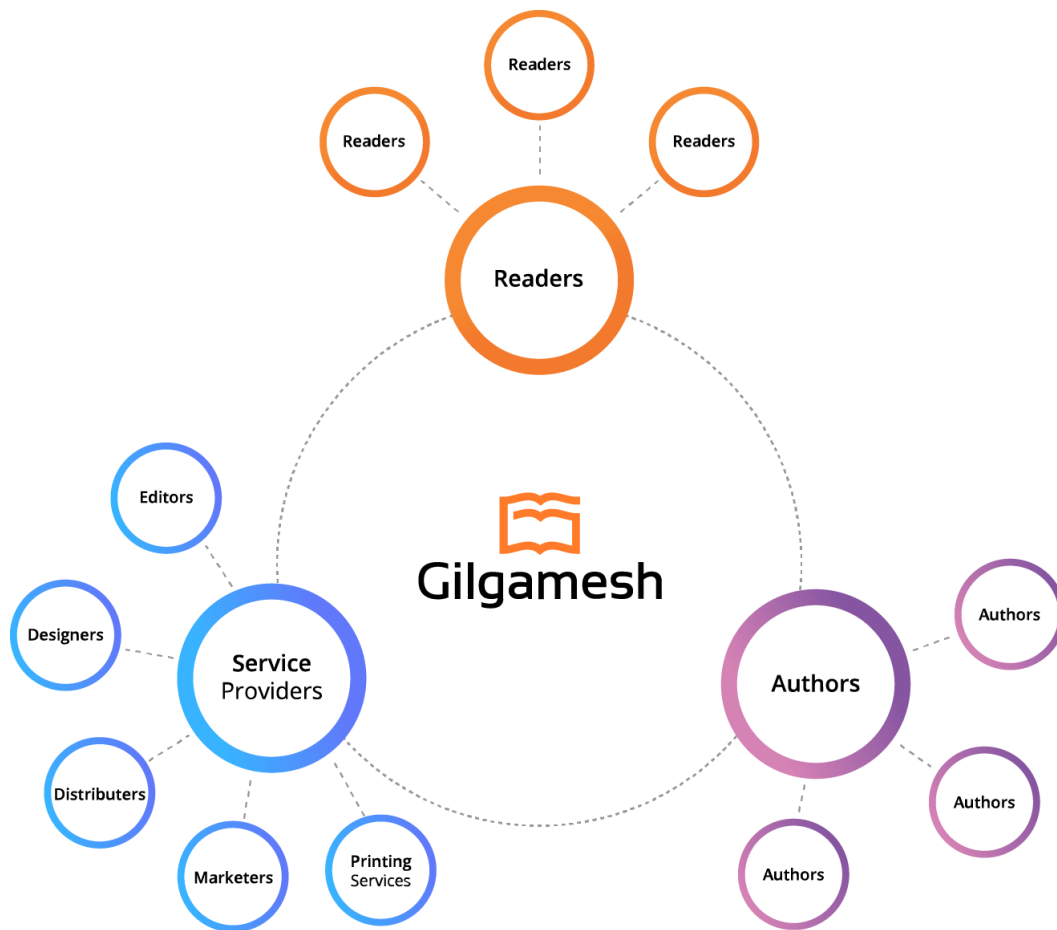 Readers
Readers
Readers
Readers
Editors
Gilgamesh
Designers
Service
Providers
Authors
Authors
Distributers
Authors
Marketers
Printing
Services
Authors